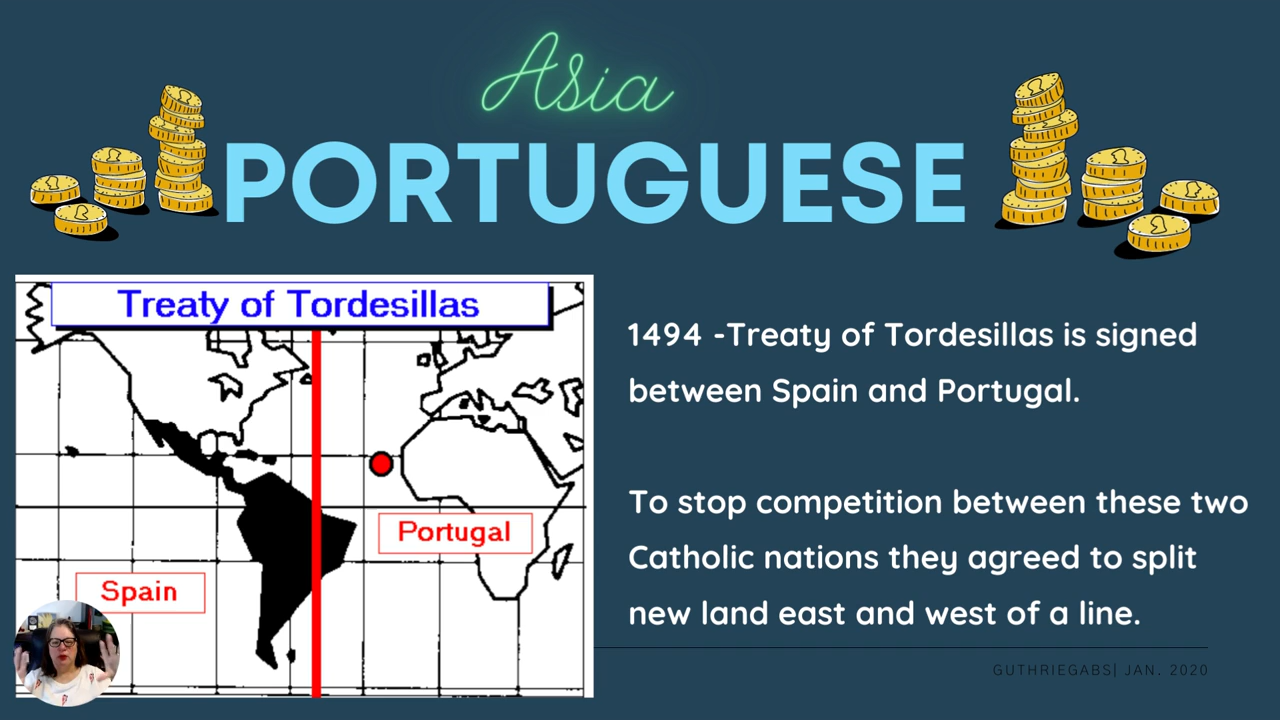 Asia
PORTUGUESE
Treaty of Tordesillas
Portugal
Spain
1494 -Treaty of Tordesillas is signed
between Spain and Portugal.
To stop competition between these two
Catholic nations they agreed to split
new land east and west of a line.
GUTHRIEGABS| JAN. 2020